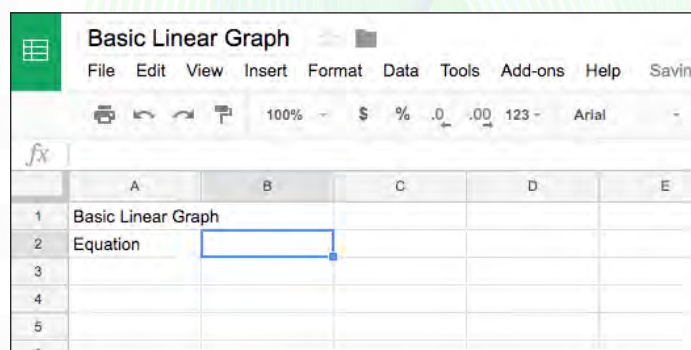 Basic Linear Graph
File Edit View Insert Format Data Tools Add-ons Help Savin
100% $ % .0 .00 123 Arial
fx
A B C D E
1 Basic Linear Graph
2 Equation
3
4
5